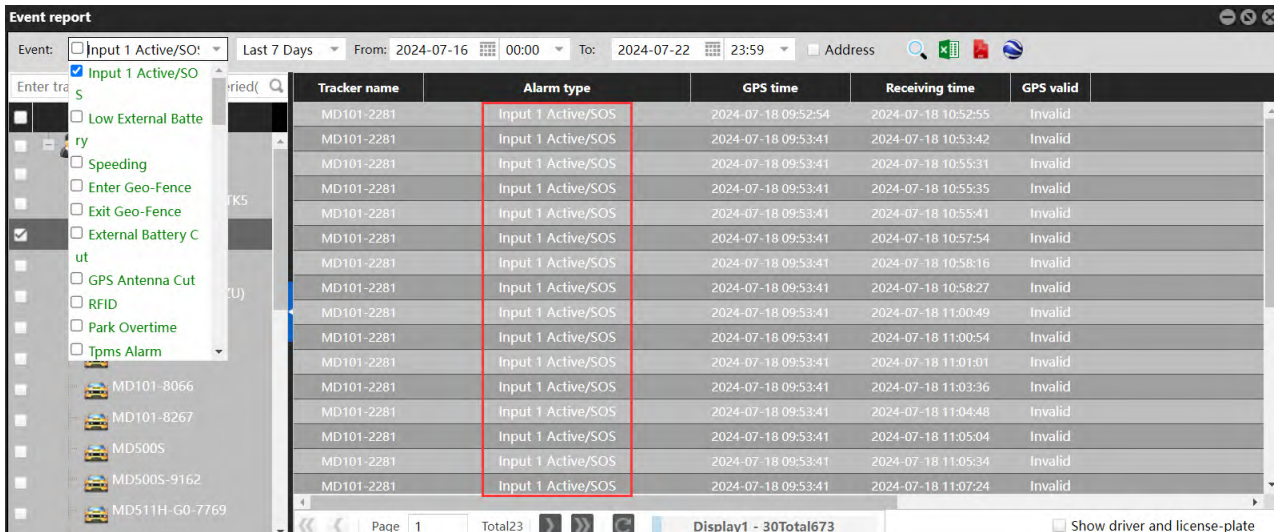 Event report
Event: Input 1 Active/SO Last 7 Days From: 2024-07-16 00:00 To: 2024-07-22 23:59 Address
Enter tra
eried(
Input 1 Active/SO
S
Low External Batte
ry
Speeding
Enter Geo-Fence
Exit Geo-Fence
External Battery C
ut
GPS Antenna Cut
RFID
Park Overtime
Tpms Alarm
TK5
ZU)
MD101-8066
MD101-8267
MD500S
MD500S-9162
MD511H-G0-7769
Tracker name Alarm type GPS time Receiving time GPS valid
MD101-2281 Input 1 Active/SOS 2024-07-18 09:52:54 2024-07-18 10:52:55 Invalid
MD101-2281 Input 1 Active/SOS 2024-07-18 09:53:41 2024-07-18 10:53:42 Invalid
MD101-2281 Input 1 Active/SOS 2024-07-18 09:53:41 2024-07-18 10:55:31 Invalid
MD101-2281 Input 1 Active/SOS 2024-07-18 09:53:41 2024-07-18 10:55:35 Invalid
MD101-2281 Input 1 Active/SOS 2024-07-18 09:53:41 2024-07-18 10:55:41 Invalid
MD101-2281 Input 1 Active/SOS 2024-07-18 09:53:41 2024-07-18 10:57:54 Invalid
MD101-2281 Input 1 Active/SOS 2024-07-18 09:53:41 2024-07-18 10:58:16 Invalid
MD101-2281 Input 1 Active/SOS 2024-07-18 09:53:41 2024-07-18 10:58:27 Invalid
MD101-2281 Input 1 Active/SOS 2024-07-18 09:53:41 2024-07-18 11:00:49 Invalid
MD101-2281 Input 1 Active/SOS 2024-07-18 09:53:41 2024-07-18 11:00:54 Invalid
MD101-2281 Input 1 Active/SOS 2024-07-18 09:53:41 2024-07-18 11:01:01 Invalid
MD101-2281 Input 1 Active/SOS 2024-07-18 09:53:41 2024-07-18 11:03:36 Invalid
MD101-2281 Input 1 Active/SOS 2024-07-18 09:53:41 2024-07-18 11:04:48 Invalid
MD101-2281 Input 1 Active/SOS 2024-07-18 09:53:41 2024-07-18 11:05:04 Invalid
MD101-2281 Input 1 Active/SOS 2024-07-18 09:53:41 2024-07-18 11:05:34 Invalid
MD101-2281 Input 1 Active/SOS 2024-07-18 09:53:41 2024-07-18 11:07:24 Invalid
Page 1 Total23 Display1 - 30Total673 Show driver and license-plate